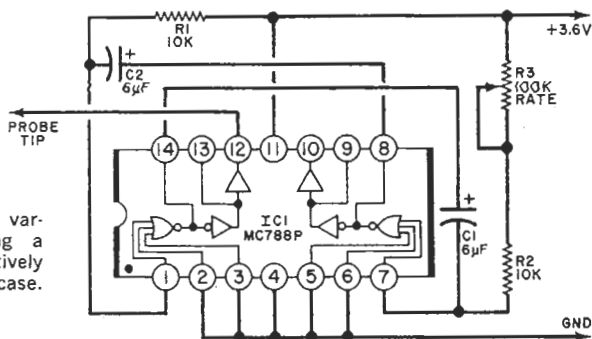 R1
10K
+3.6V
+
C2
6µF
R3
100K
RATE
PROBE
TIP
14 13 12 11 10 9 8
IC1
MC788P
+
C1
6µF
R2
10K
1 2 3 4 5 6 7
GND
var-
ng a
tively
case.